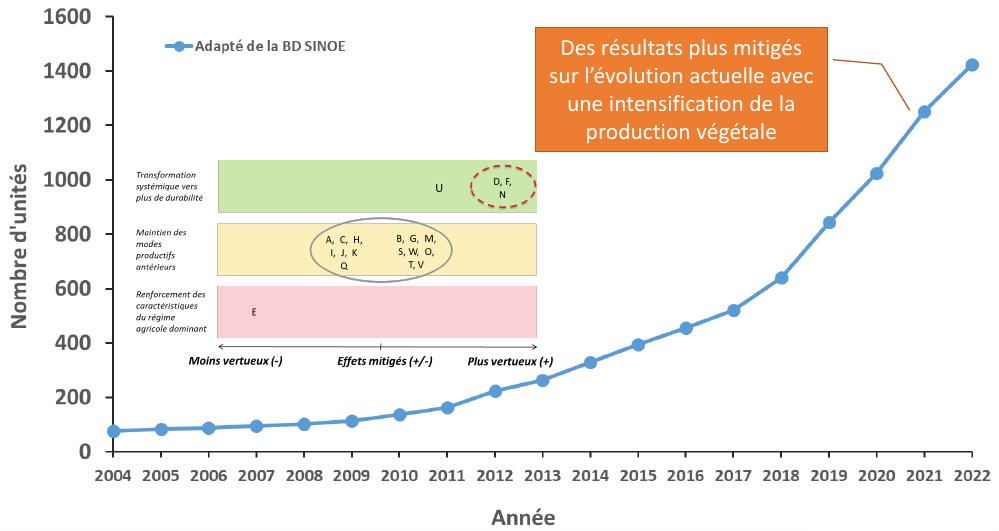 1600
1400
1200
1000
800
600
400
200
0
Nombre d'unités
Adapté de la BD SINOE
Des résultats plus mitigés
sur l'évolution actuelle avec
une intensification de la
production végétale
Transformation
systémique vers
plus de durabilité
U
D, F,
N
Maintien des
modes
productifs
antérieurs
A, C, H,
I, J, K
Q
B, G, M,
S, W, O,
T, V
Renforcement des
caractéristiques
du régime
agricole dominant
E
Moins vertueux (-)
Effets mitigés (+/-)
Plus vertueux (+)
2004 2005 2006 2007 2008 2009 2010 2011 2012 2013 2014 2015 2016 2017 2018 2019 2020 2021 2022
Année